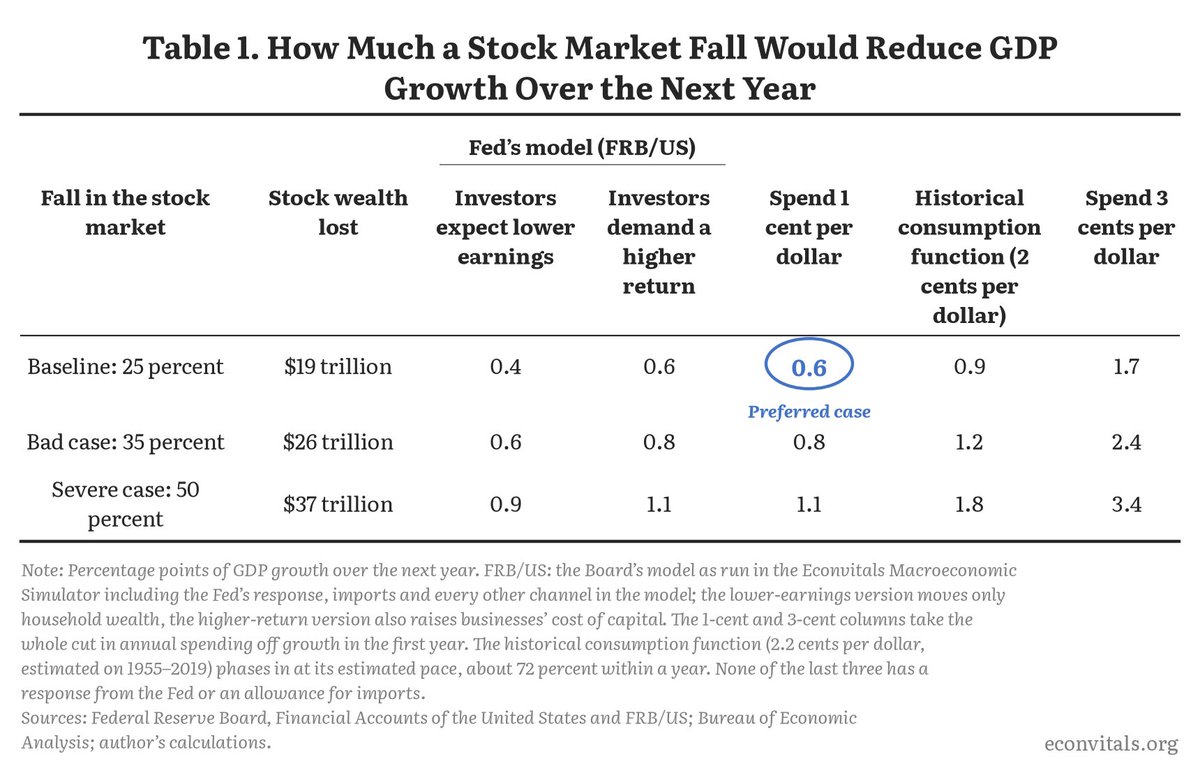 Table 1. How Much a Stock Market Fall Would Reduce GDP
Growth Over the Next Year
Fed's model (FRB/US)
Fall in the stock
market
Stock wealth
lost
Investors
expect lower
earnings
Investors
demand a
higher
return
Spend 1
cent per
dollar
Historical
consumption
function (2
cents per
dollar)
Spend 3
cents per
dollar
Baseline: 25 percent $19 trillion 0.4 0.6 0.6 0.9 1.7
Preferred case
Bad case: 35 percent $26 trillion 0.6 0.8 0.8 1.2 2.4
Severe case: 50
percent
$37 trillion 0.9 1.1 1.1 1.8 3.4
Note: Percentage points of GDP growth over the next year. FRB/US: the Board's model as run in the Econvitals Macroeconomic
Simulator including the Fed's response, imports and every other channel in the model; the lower-earnings version moves only
household wealth, the higher-return version also raises businesses' cost of capital. The 1-cent and 3-cent columns take the
whole cut in annual spending off growth in the first year. The historical consumption function (2.2 cents per dollar,
estimated on 1955–2019) phases in at its estimated pace, about 72 percent within a year. None of the last three has a
response from the Fed or an allowance for imports.
Sources: Federal Reserve Board, Financial Accounts of the United States and FRB/US; Bureau of Economic
Analysis; author's calculations.
econvitals.org